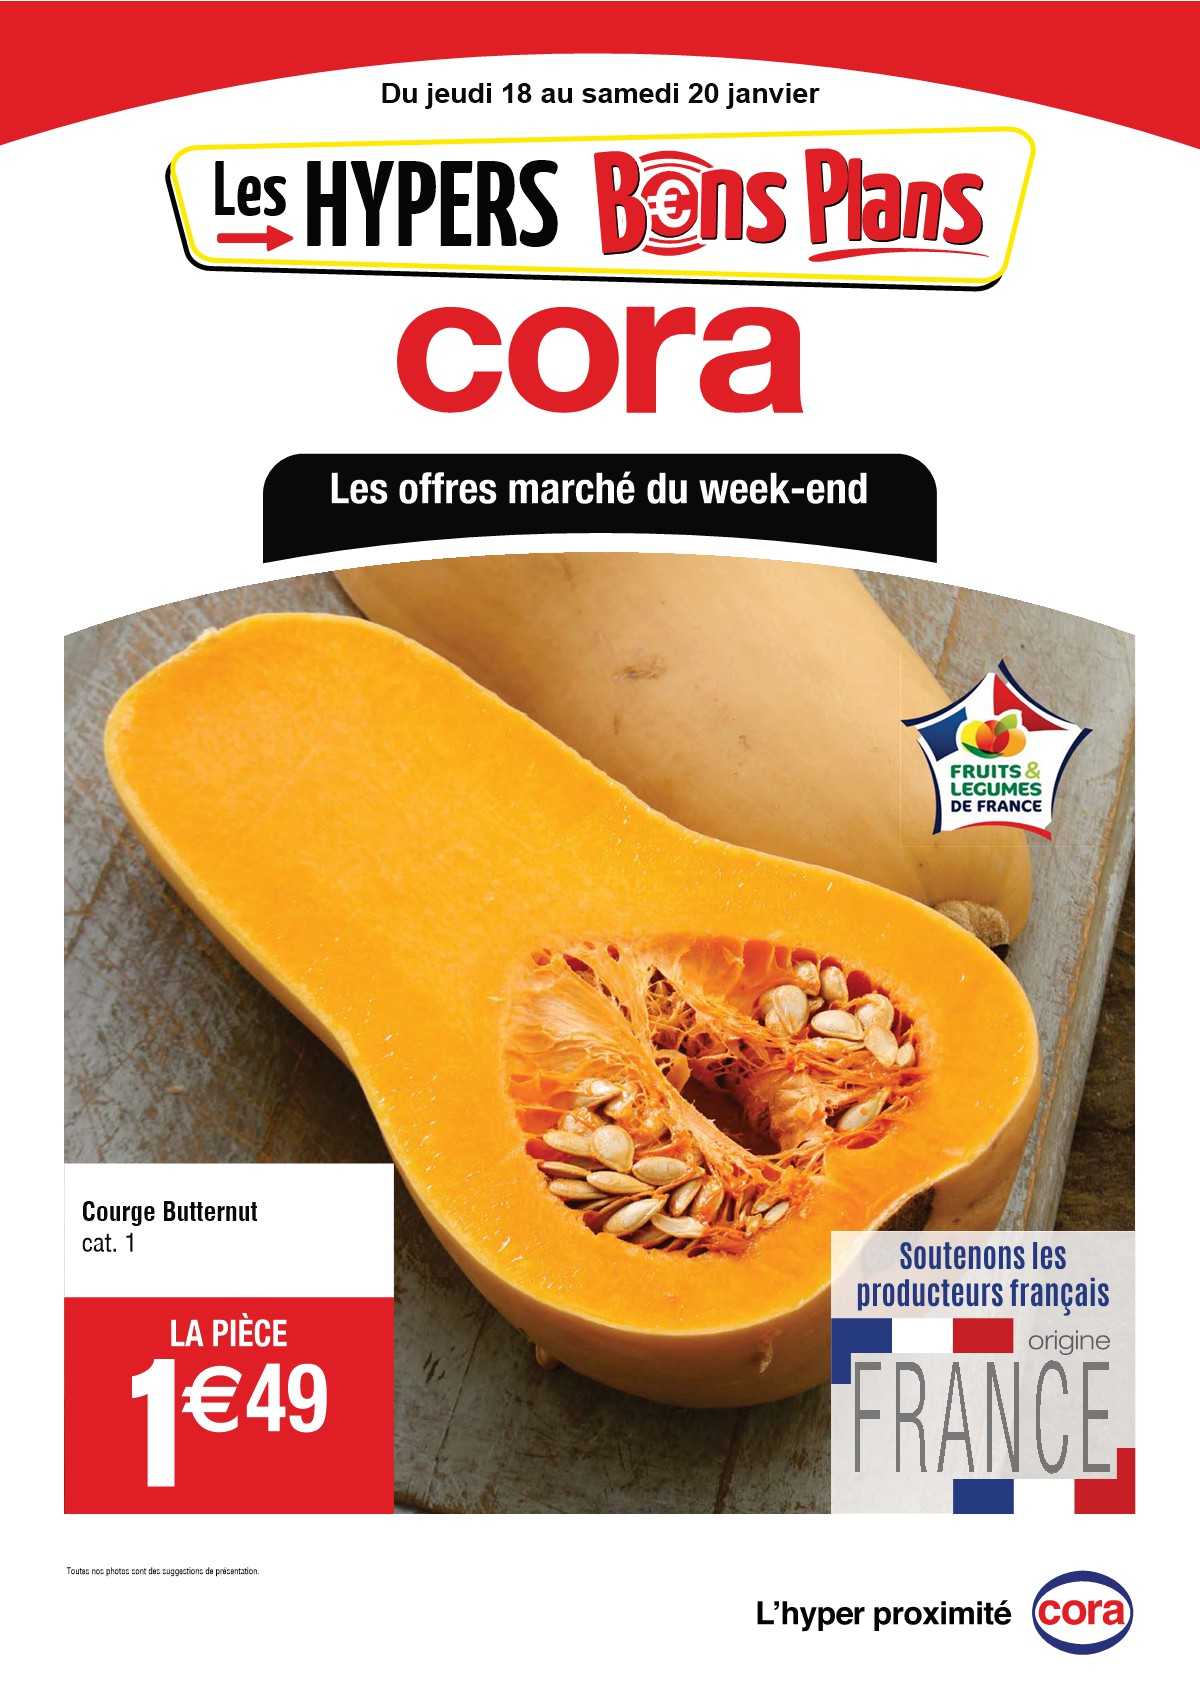 Du jeudi 18 au samedi 20 janvier
Les HYPERS Bons Plans
cora
Les offres marché du week-end
FRUITS &
LEGUMES
DE FRANCE
Courge Butternut
cat. 1
LA PIÈCE
1€49
Soutenons les
producteurs français
origine
FRANCE
Toutes nos photos sont des suggestions de présentation.
L'hyper proximité cora